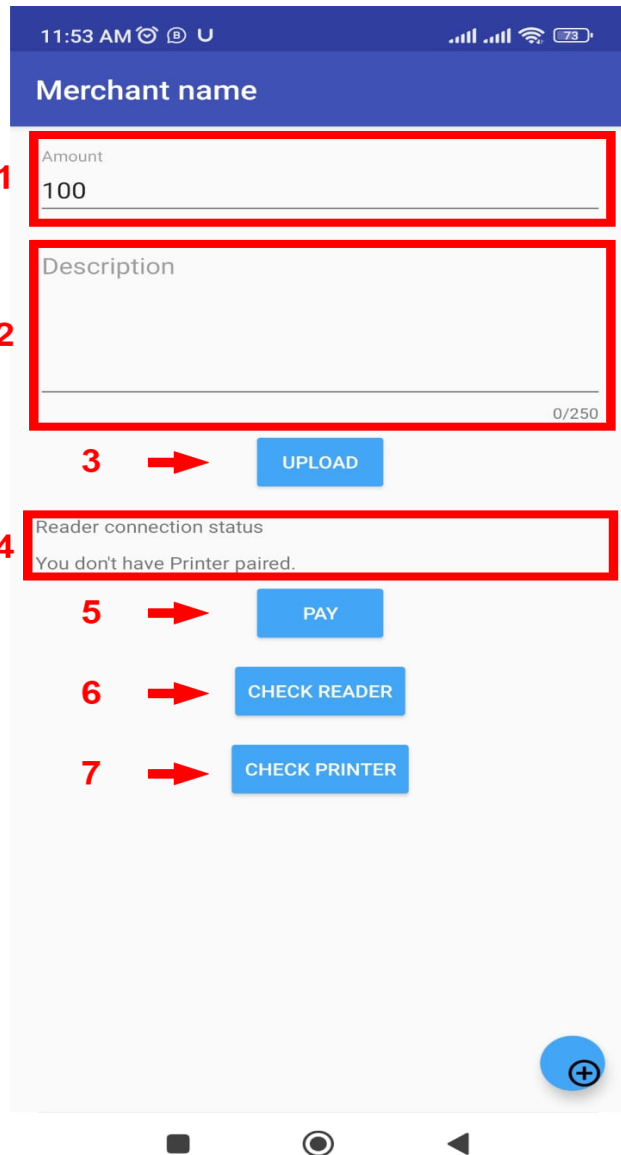 11:53 AM B U 73
Merchant name
1
Amount
100
2
Description
0/250
3 UPLOAD
4
Reader connection status
You don't have Printer paired.
5 PAY
6 CHECK READER
7 CHECK PRINTER